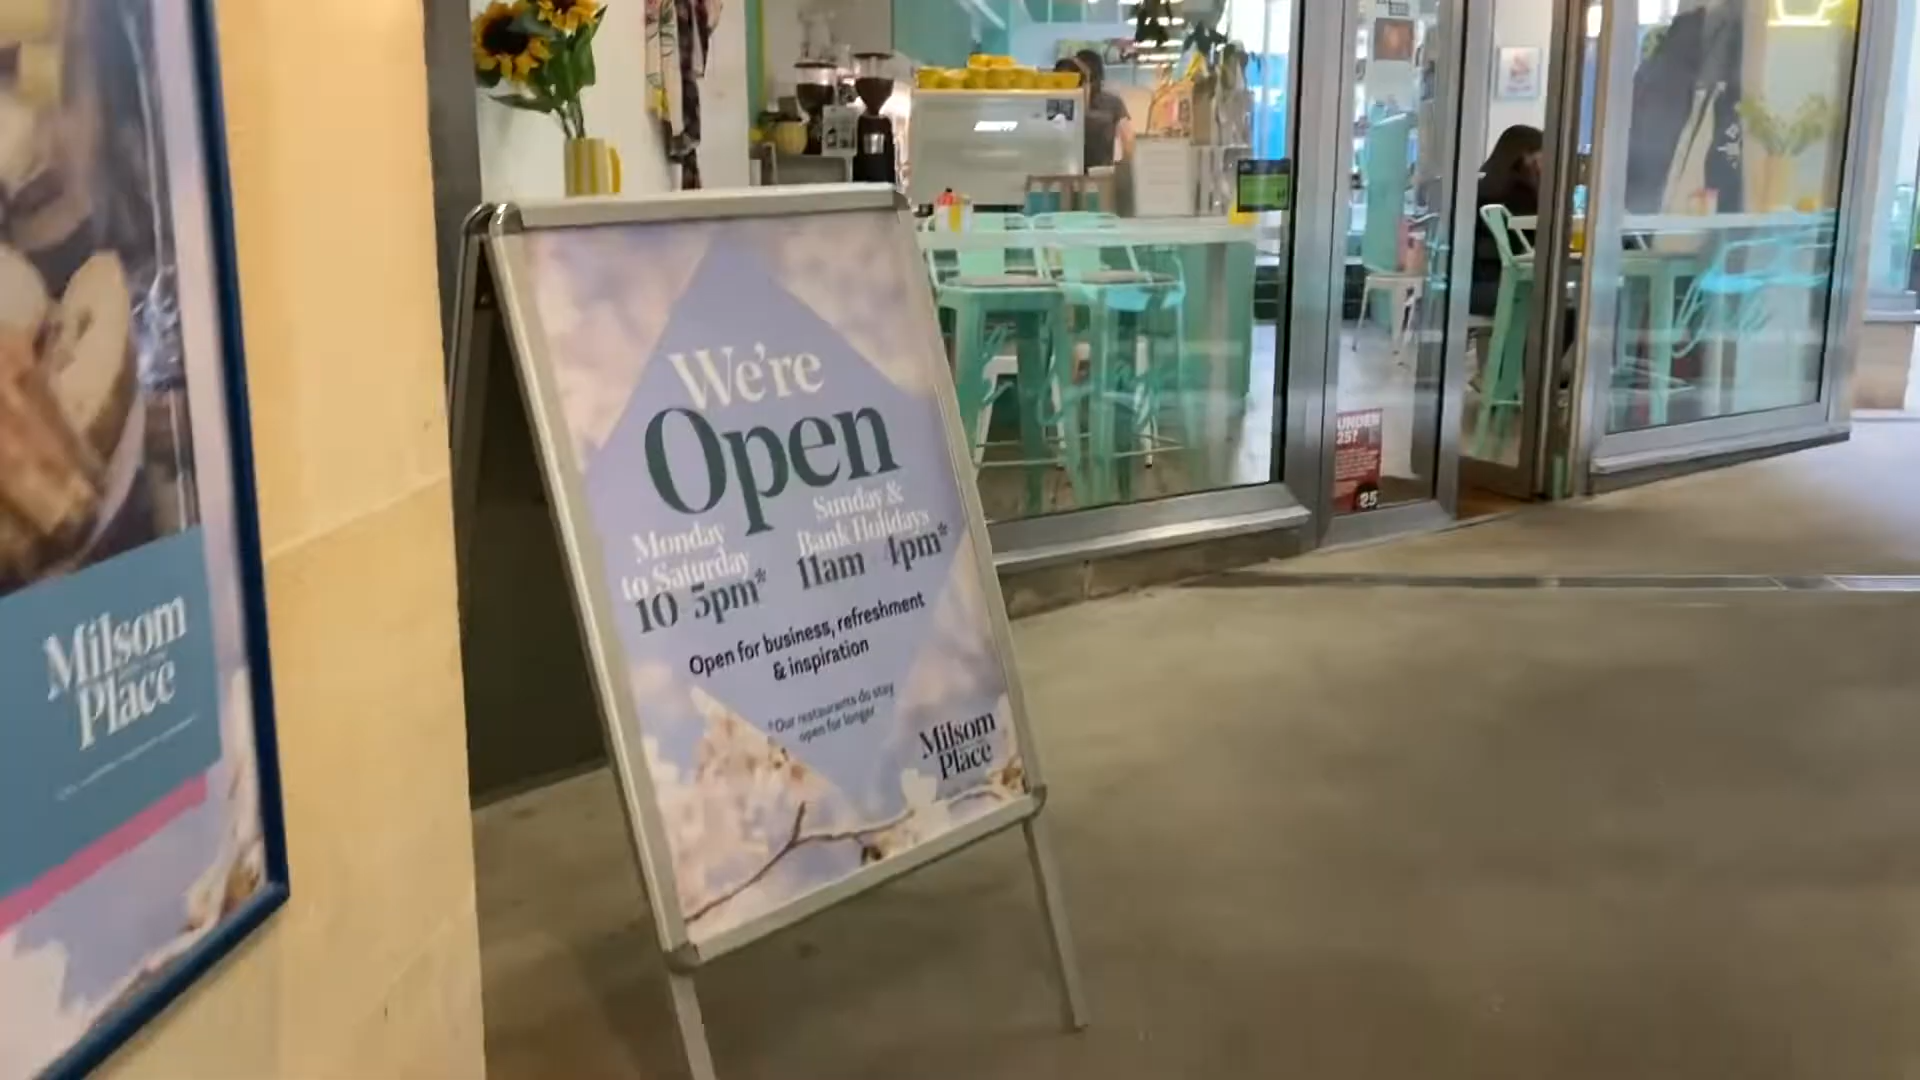 Milsom
Place
We're
Open
Monday
to Saturday
10 5pm*
Sunday &
Bank Holidays
11am 4pm*
Open for business, refreshment
& inspiration
*Our restaurants do stay
open for longer
Milsom
Place
UNDER
25?
25